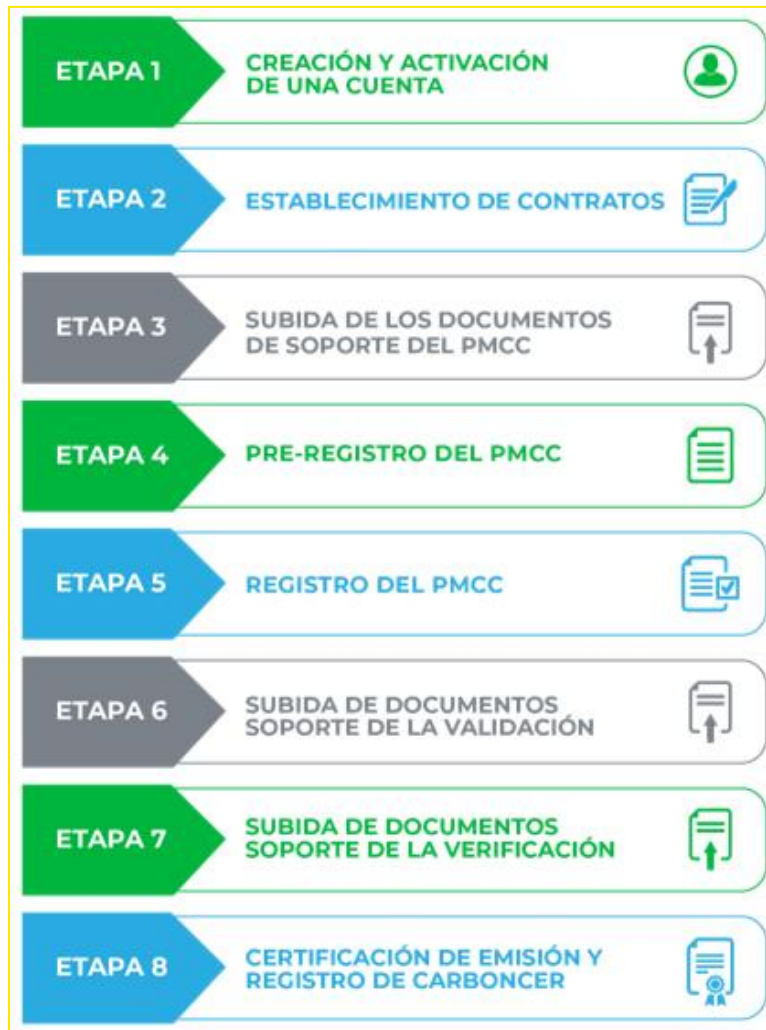 ETAPA 1
CREACIÓN Y ACTIVACIÓN
DE UNA CUENTA
ETAPA 2
ESTABLECIMIENTO DE CONTRATOS
ETAPA 3
SUBIDA DE LOS DOCUMENTOS
DE SOPORTE DEL PMCC
ETAPA 4
PRE-REGISTRO DEL PMCC
ETAPA 5
REGISTRO DEL PMCC
ETAPA 6
SUBIDA DE DOCUMENTOS
SOPORTE DE LA VALIDACIÓN
ETAPA 7
SUBIDA DE DOCUMENTOS
SOPORTE DE LA VERIFICACIÓN
ETAPA 8
CERTIFICACIÓN DE EMISIÓN Y
REGISTRO DE CARBONCER